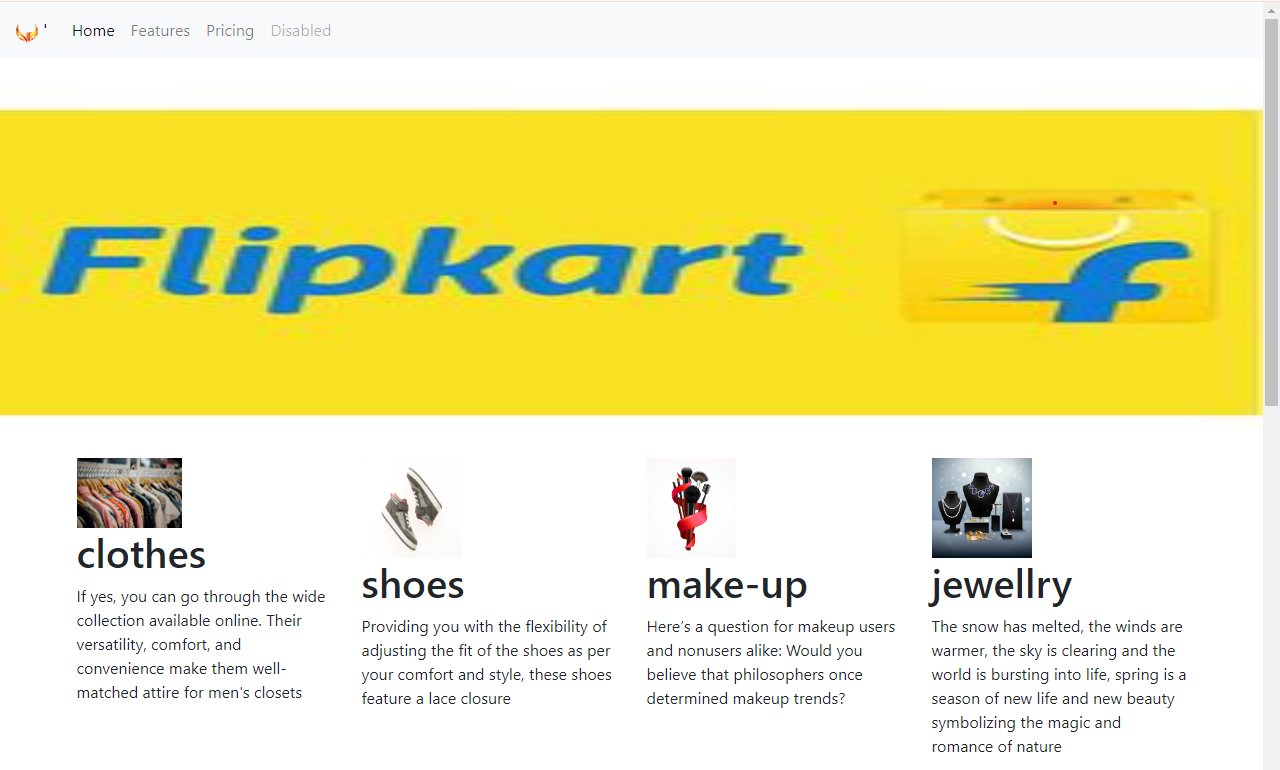 ' Home Features Pricing Disabled
Flipkart f
clothes
If yes, you can go through the wide
collection available online. Their
versatility, comfort, and
convenience make them well-
matched attire for men's closets
shoes
Providing you with the flexibility of
adjusting the fit of the shoes as per
your comfort and style, these shoes
feature a lace closure
make-up
Here’s a question for makeup users
and nonusers alike: Would you
believe that philosophers once
determined makeup trends?
jewellry
The snow has melted, the winds are
warmer, the sky is clearing and the
world is bursting into life, spring is a
season of new life and new beauty
symbolizing the magic and
romance of nature